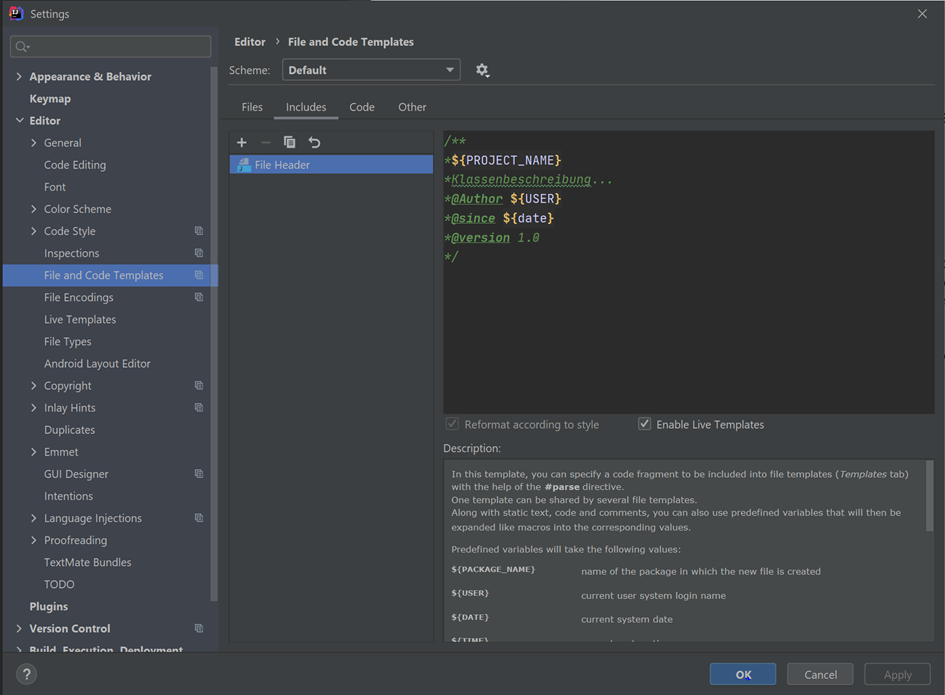 Settings
Editor › File and Code Templates
Scheme: Default
Files Includes Code Other
Appearance & Behavior
Keymap
Editor
General
Code Editing
Font
Color Scheme
Code Style
Inspections
File and Code Templates
File Encodings
Live Templates
File Types
Android Layout Editor
Copyright
Inlay Hints
Duplicates
Emmet
GUI Designer
Intentions
Language Injections
Proofreading
TextMate Bundles
TODO
Plugins
Version Control
Build, Execution, Deployment
File Header
/**
*${PROJECT_NAME}
*Klassenbeschreibung...
*@Author ${USER}
*@since ${date}
*@version 1.0
*/
Reformat according to style Enable Live Templates
Description:
In this template, you can specify a code fragment to be included into file templates (Templates tab)
with the help of the #parse directive.
One template can be shared by several file templates.
Along with static text, code and comments, you can also use predefined variables that will then be
expanded like macros into the corresponding values.
Predefined variables will take the following values:
${PACKAGE_NAME} name of the package in which the new file is created
${USER} current user system login name
${DATE} current system date
${TIME}
? OK Cancel Apply